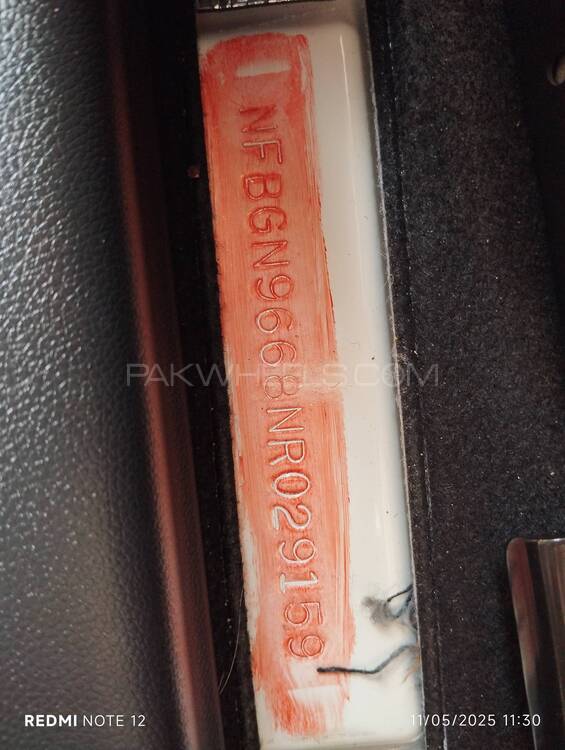 NFBGN9668NR029159
PAKWHEELS.COM
REDMI NOTE 12
11/05/2025 11:30